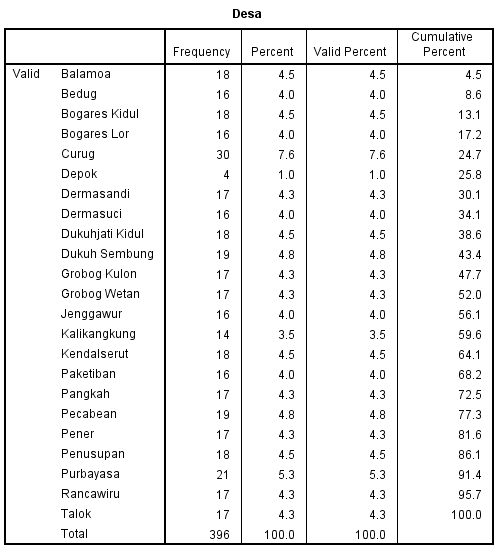 Desa
Frequency Percent Valid Percent Cumulative Percent
Valid Balamoa 18 4.5 4.5 4.5
Bedug 16 4.0 4.0 8.6
Bogares Kidul 18 4.5 4.5 13.1
Bogares Lor 16 4.0 4.0 17.2
Curug 30 7.6 7.6 24.7
Depok 4 1.0 1.0 25.8
Dermasandi 17 4.3 4.3 30.1
Dermasuci 16 4.0 4.0 34.1
Dukuhjati Kidul 18 4.5 4.5 38.6
Dukuh Sembung 19 4.8 4.8 43.4
Grobog Kulon 17 4.3 4.3 47.7
Grobog Wetan 17 4.3 4.3 52.0
Jenggawur 16 4.0 4.0 56.1
Kalikangkung 14 3.5 3.5 59.6
Kendalserut 18 4.5 4.5 64.1
Paketiban 16 4.0 4.0 68.2
Pangkah 17 4.3 4.3 72.5
Pecabean 19 4.8 4.8 77.3
Pener 17 4.3 4.3 81.6
Penusupan 18 4.5 4.5 86.1
Purbayasa 21 5.3 5.3 91.4
Rancawiru 17 4.3 4.3 95.7
Talok 17 4.3 4.3 100.0
Total 396 100.0 100.0